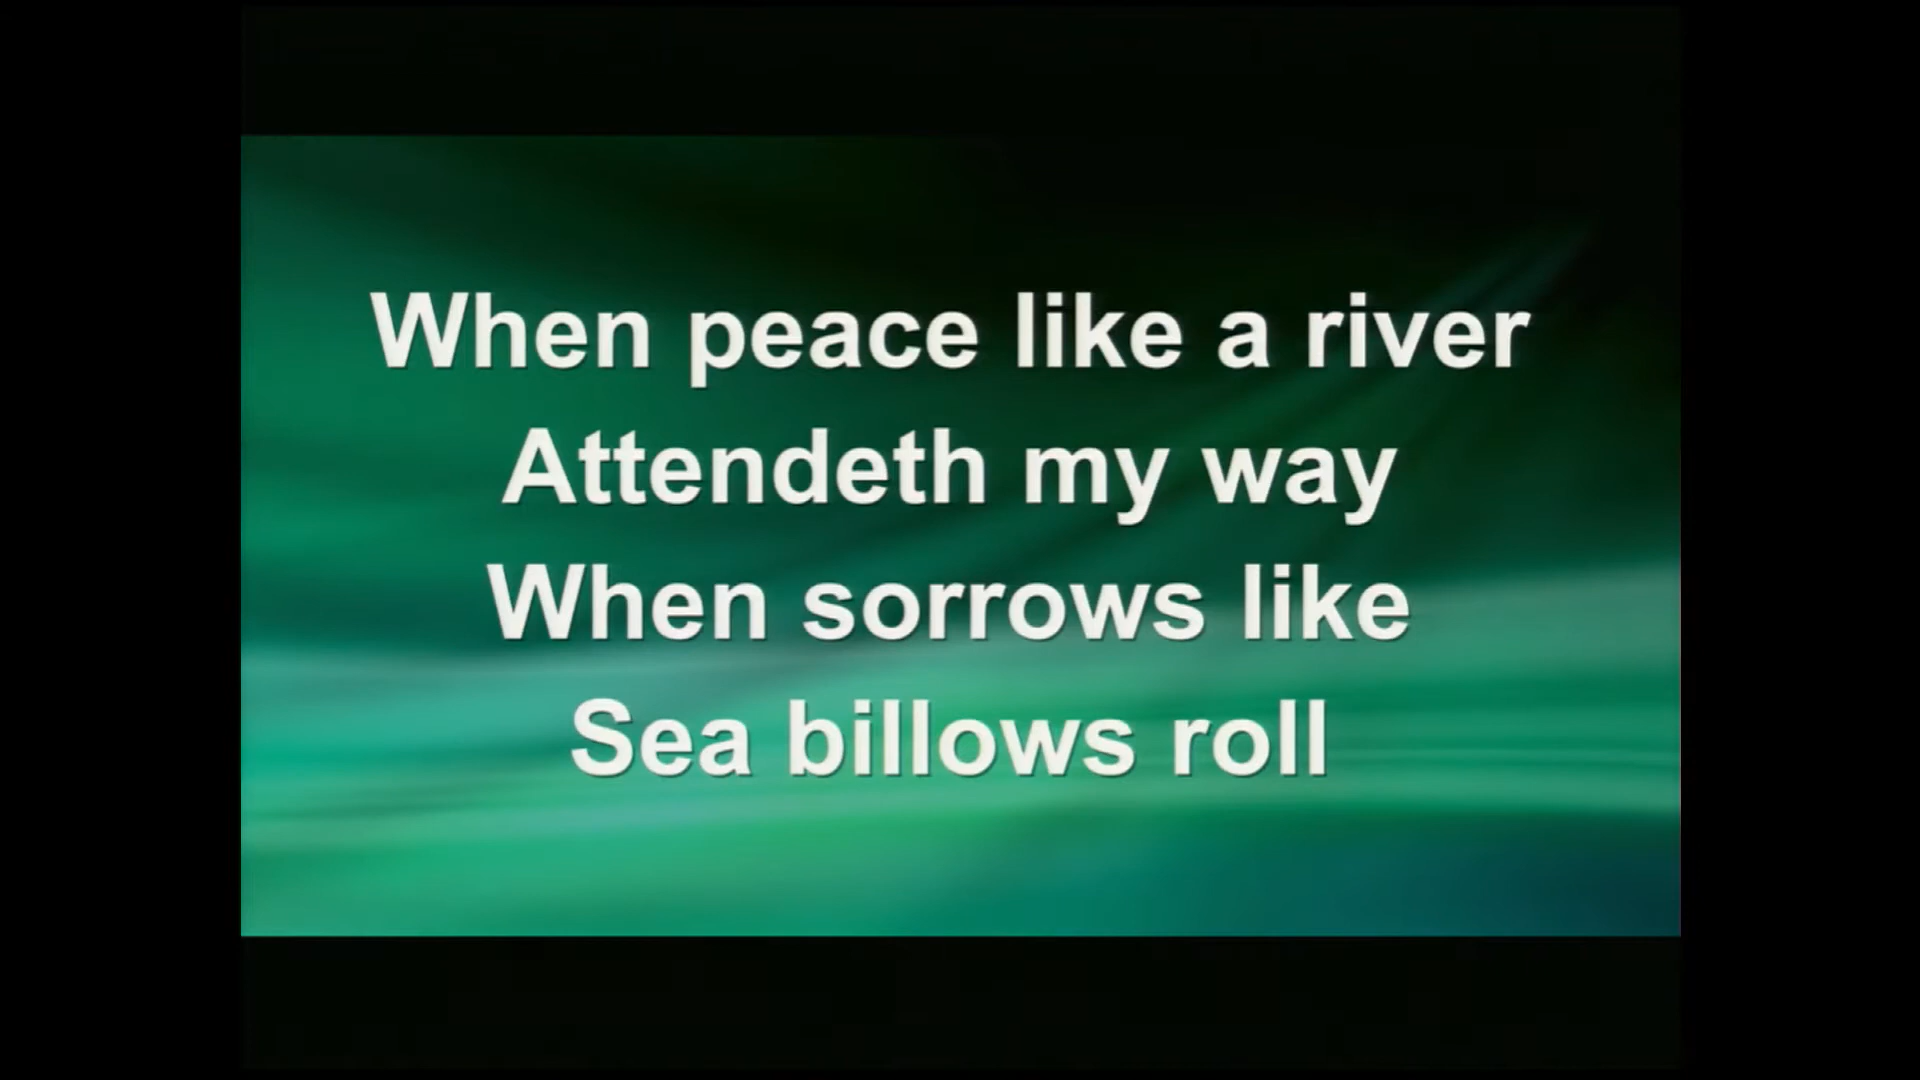 When peace like a river
Attendeth my way
When sorrows like
Sea billows roll